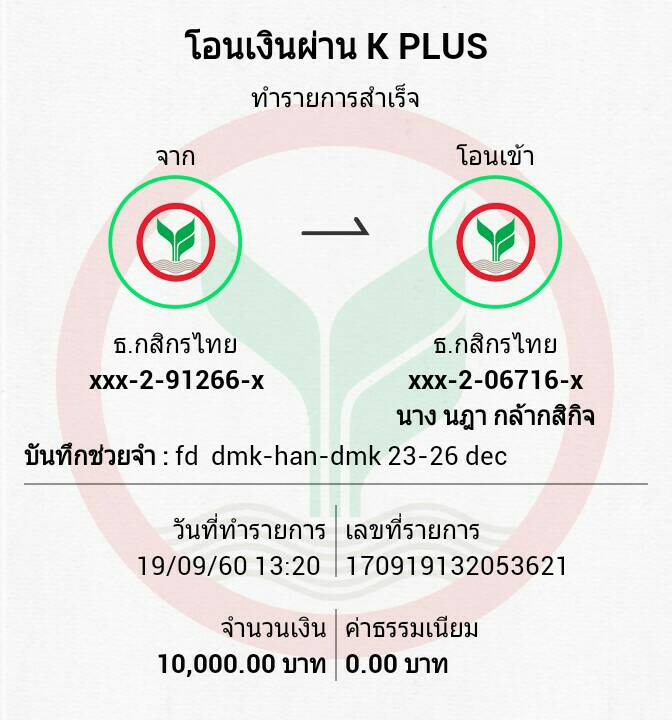 โอนเงินผ่าน K PLUS
ทำรายการสำเร็จ
จาก
โอนเข้า
ธ.กสิกรไทย
xxx-2-91266-x
ธ.กสิกรไทย
xxx-2-06716-x
นาง นฎา กล้ากสิกิจ
บันทึกช่วยจำ : fd dmk-han-dmk 23-26 dec
วันที่ทำรายการ
19/09/60 13:20
เลขที่รายการ
170919132053621
จำนวนเงิน
10,000.00 บาท
ค่าธรรมเนียม
0.00 บาท